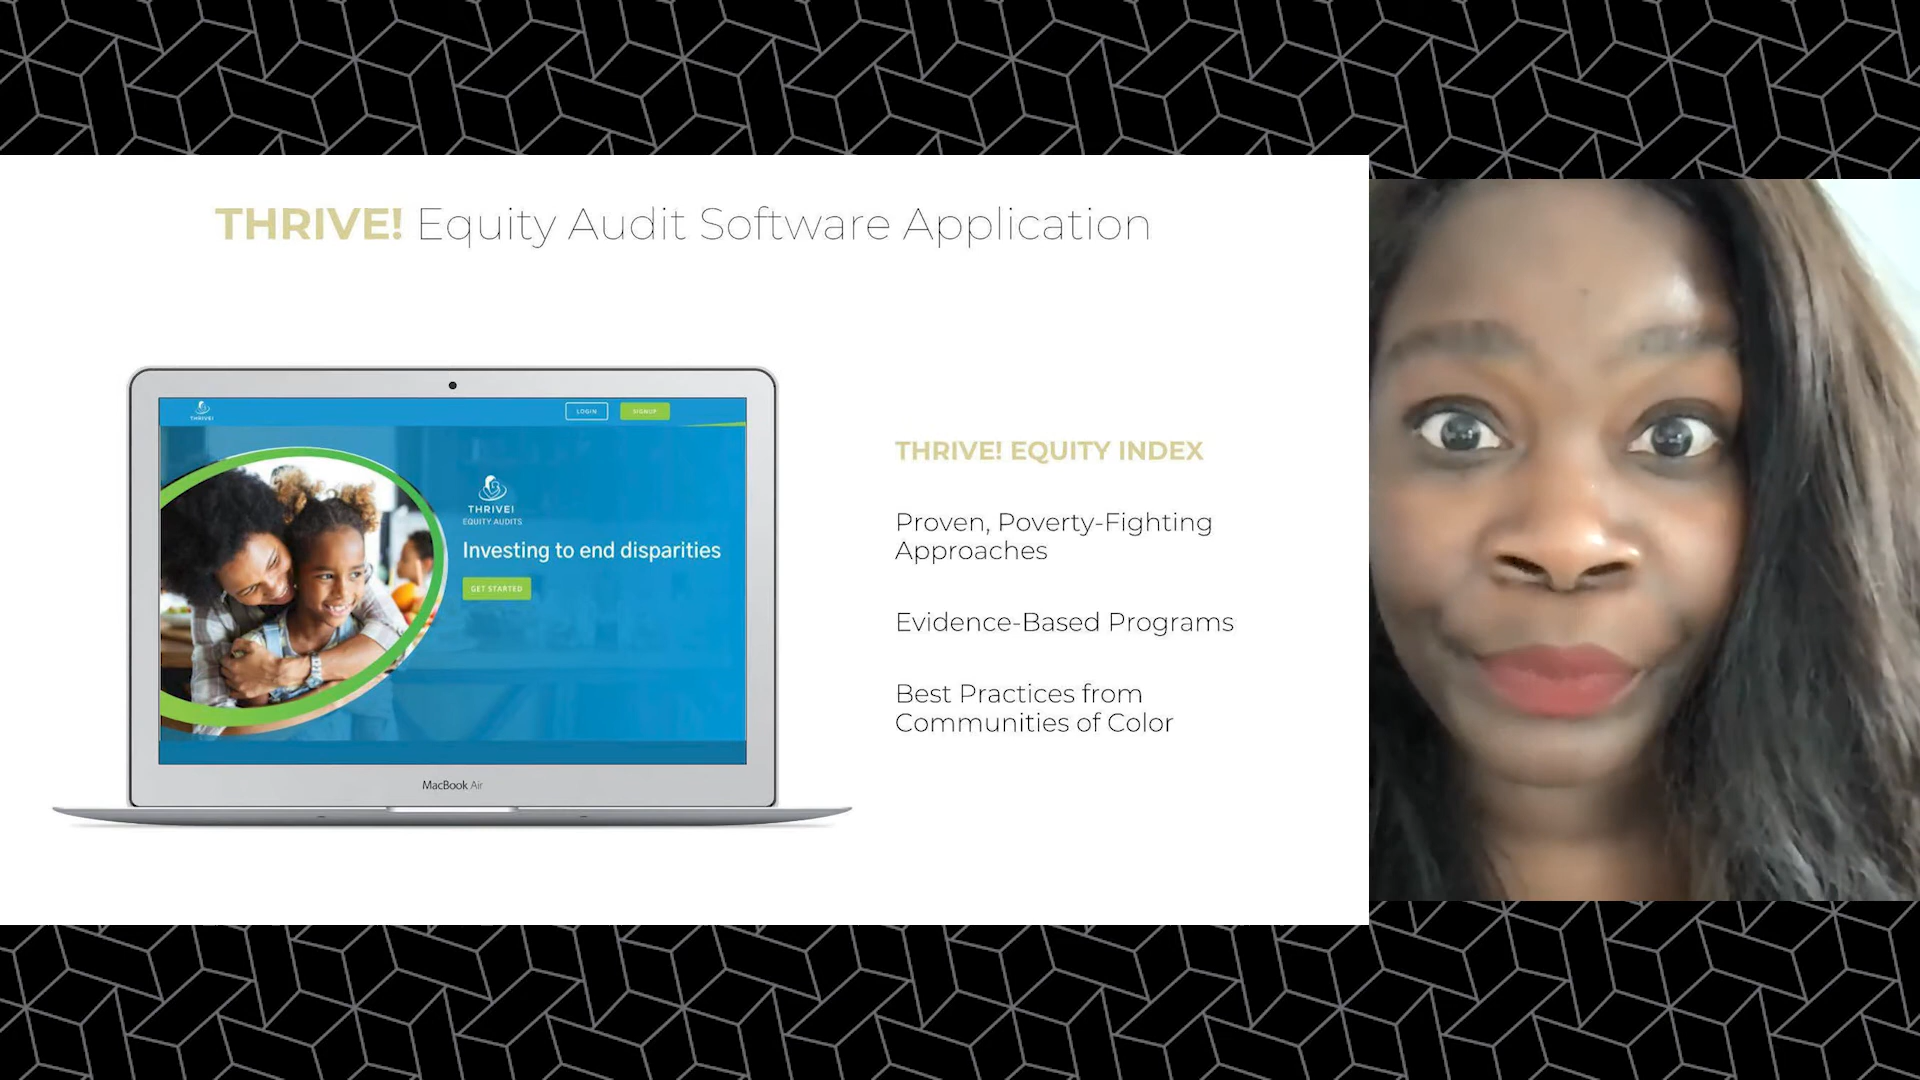 THRIVE! Equity Audit Software Application
THRIVE!
LOGIN
SIGNUP
THRIVE!
EQUITY AUDITS
Investing to end disparities
GET STARTED
MacBook Air
THRIVE! EQUITY INDEX
Proven, Poverty-Fighting
Approaches
Evidence-Based Programs
Best Practices from
Communities of Color